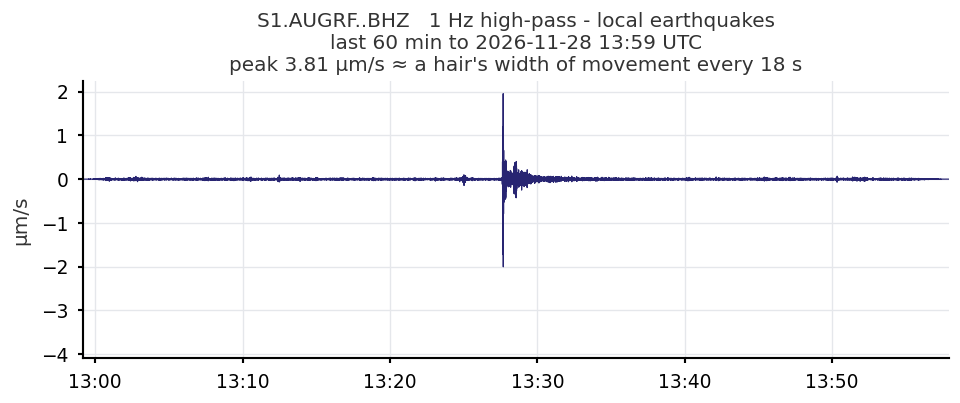 S1.AUGRF..BHZ   1 Hz high-pass - local earthquakes
last 60 min to 2026-11-28 13:59 UTC
peak 3.81 µm/s ≈ a hair's width of movement every 18 s
2
1
0
−1
−2
−3
−4
µm/s
13:00 13:10 13:20 13:30 13:40 13:50